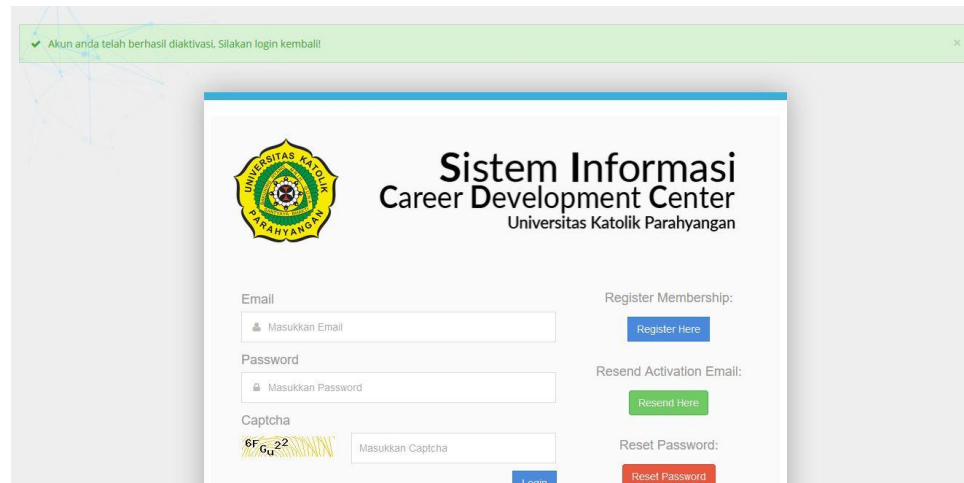 Akun anda telah berhasil diaktivasi, Silakan login kembali!
×
UNIVERSITAS KATOLIK
PARAHYANGAN
Sistem Informasi
Career Development Center
Universitas Katolik Parahyangan
Email
Masukkan Email
Password
Masukkan Password
Captcha
6FGu22
Masukkan Captcha
Login
Register Membership:
Register Here
Resend Activation Email:
Resend Here
Reset Password:
Reset Password